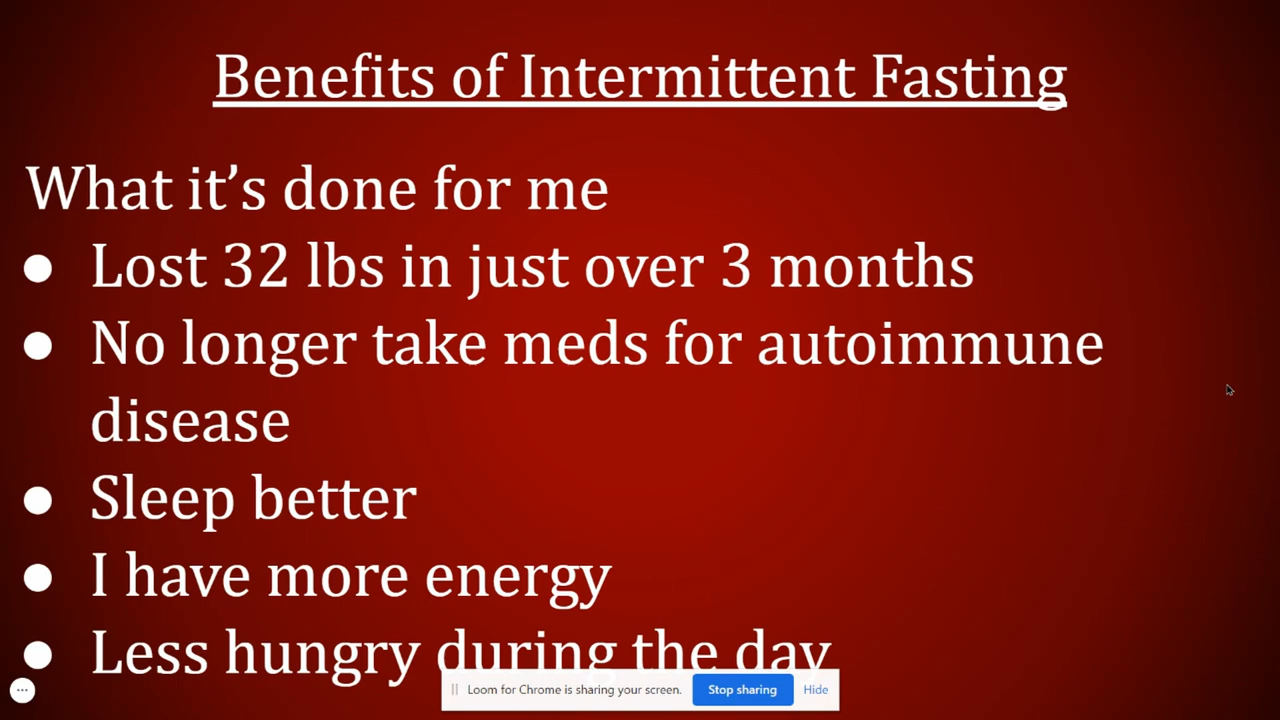 Benefits of Intermittent Fasting
What it’s done for me
● Lost 32 lbs in just over 3 months
● No longer take meds for autoimmune
disease
● Sleep better
● I have more energy
● Less hungry during the day
Loom for Chrome is sharing your screen. Stop sharing Hide